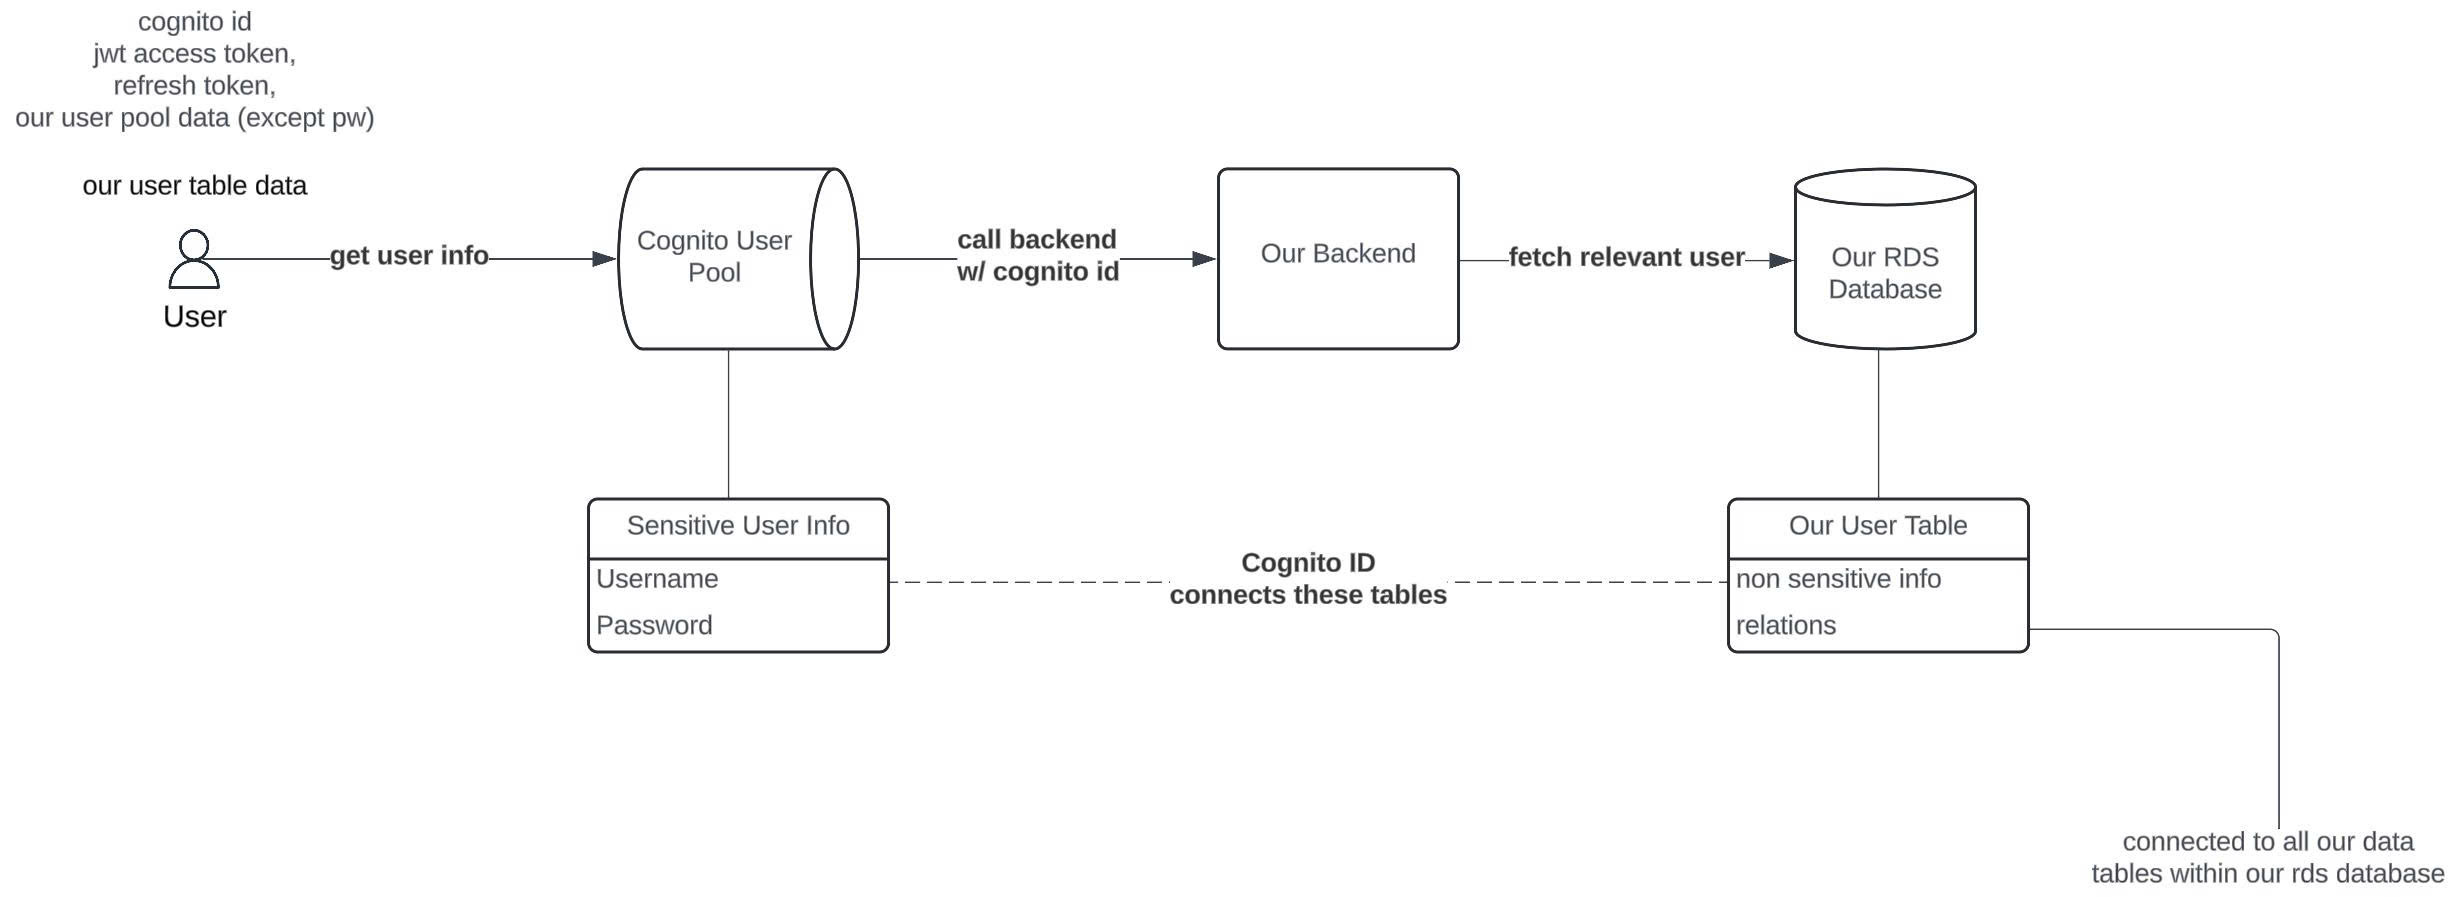 cognito id
jwt access token,
refresh token,
our user pool data (except pw)
our user table data
User
get user info
Cognito User
Pool
call backend
w/ cognito id
Our Backend
fetch relevant user
Our RDS
Database
Sensitive User Info
Username
Password
Cognito ID
connects these tables
Our User Table
non sensitive info
relations
connected to all our data
tables within our rds database